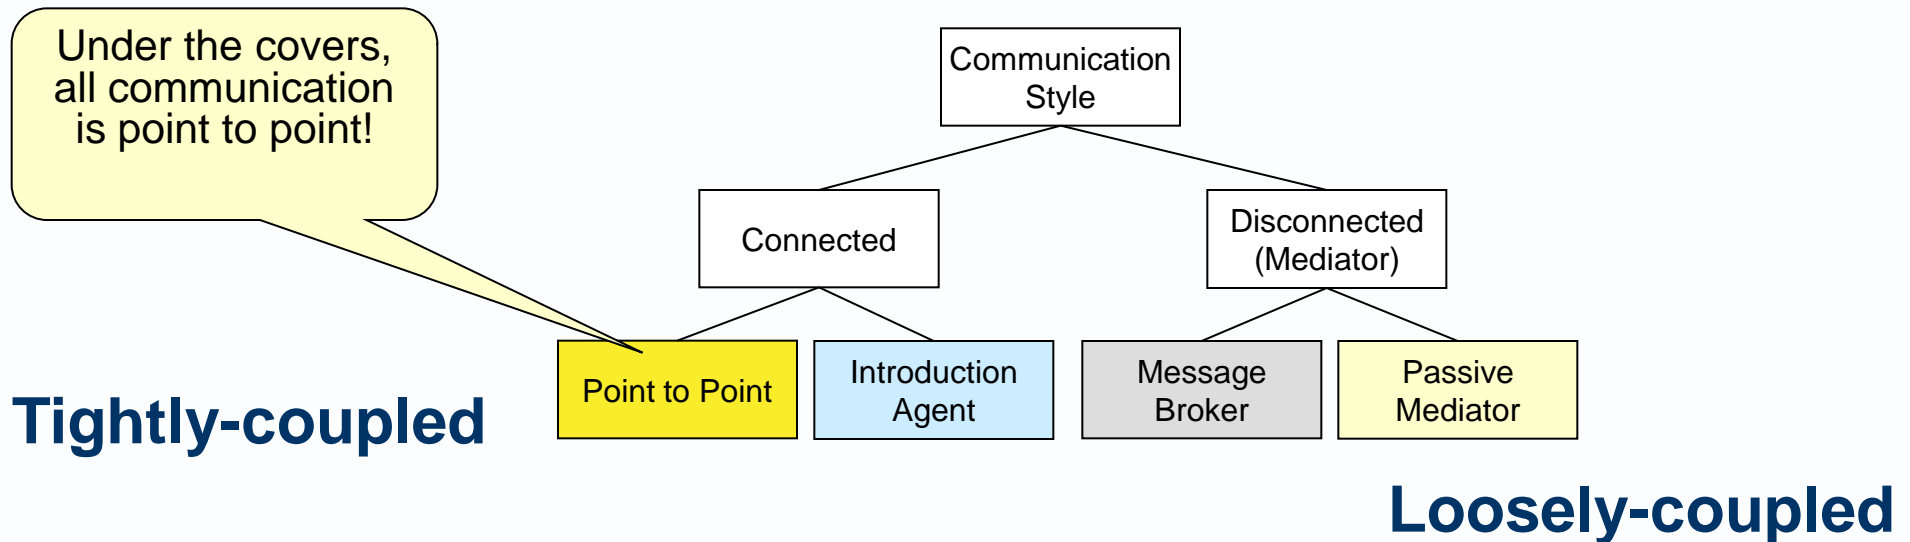 Under the covers,
all communication
is point to point!
Communication
Style
Connected
Disconnected
(Mediator)
Point to Point
Introduction
Agent
Message
Broker
Passive
Mediator
Tightly-coupled
Loosely-coupled